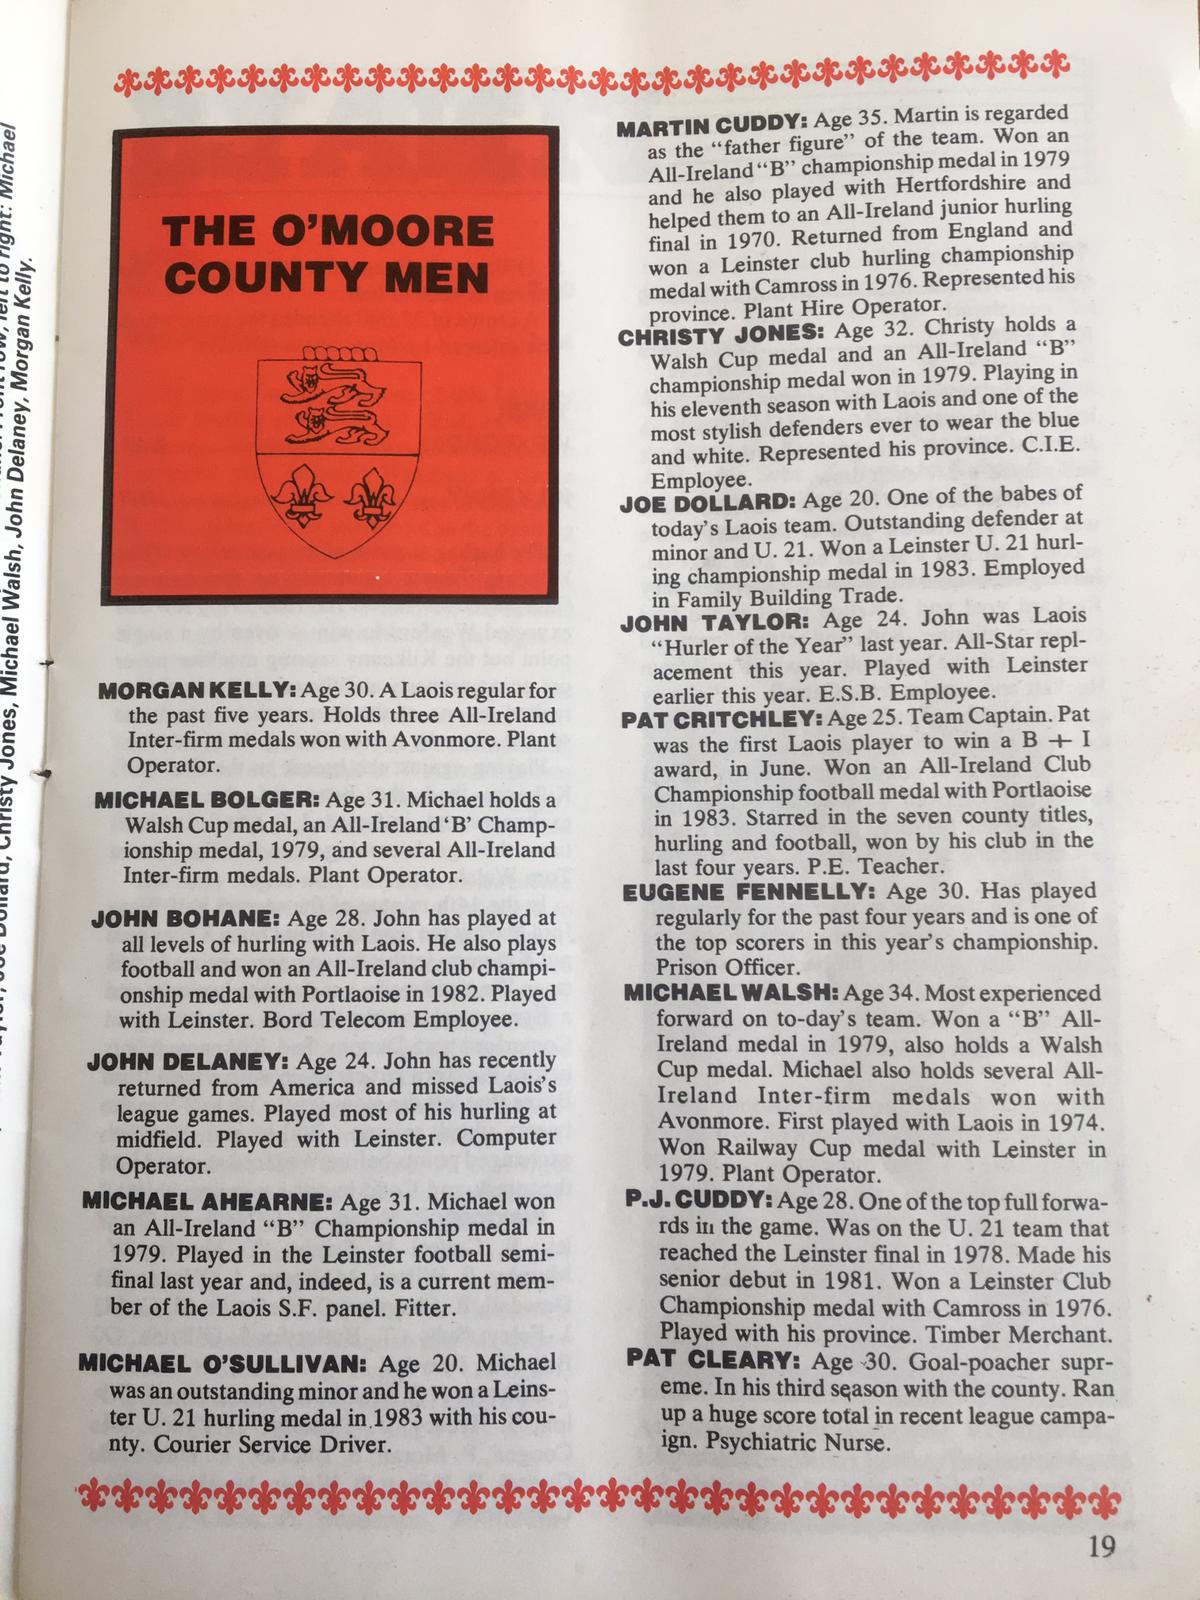 THE O'MOORE
COUNTY MEN
MORGAN KELLY: Age 30. A Laois regular for
the past five years. Holds three All-Ireland
Inter-firm medals won with Avonmore. Plant
Operator.
MICHAEL BOLGER: Age 31. Michael holds a
Walsh Cup medal, an All-Ireland 'B' Champ-
ionship medal, 1979, and several All-Ireland
Inter-firm medals. Plant Operator.
JOHN BOHANE: Age 28. John has played at
all levels of hurling with Laois. He also plays
football and won an All-Ireland club champi-
onship medal with Portlaoise in 1982. Played
with Leinster. Bord Telecom Employee.
JOHN DELANEY: Age 24. John has recently
returned from America and missed Laois's
league games. Played most of his hurling at
midfield. Played with Leinster. Computer
Operator.
MICHAEL AHEARNE: Age 31. Michael won
an All-Ireland "B" Championship medal in
1979. Played in the Leinster football semi-
final last year and, indeed, is a current mem-
ber of the Laois S.F. panel. Fitter.
MICHAEL O'SULLIVAN: Age 20. Michael
was an outstanding minor and he won a Leins-
ter U. 21 hurling medal in 1983 with his cou-
nty. Courier Service Driver.
MARTIN CUDDY: Age 35. Martin is regarded
as the "father figure" of the team. Won an
All-Ireland "B" championship medal in 1979
and he also played with Hertfordshire and
helped them to an All-Ireland junior hurling
final in 1970. Returned from England and
won a Leinster club hurling championship
medal with Camross in 1976. Represented his
province. Plant Hire Operator.
CHRISTY JONES: Age 32. Christy holds a
Walsh Cup medal and an All-Ireland "B"
championship medal won in 1979. Playing in
his eleventh season with Laois and one of the
most stylish defenders ever to wear the blue
and white. Represented his province. C.I.E.
Employee.
JOE DOLLARD: Age 20. One of the babes of
today's Laois team. Outstanding defender at
minor and U. 21. Won a Leinster U. 21 hurl-
ing championship medal in 1983. Employed
in Family Building Trade.
JOHN TAYLOR: Age 24. John was Laois
"Hurler of the Year" last year. All-Star repl-
acement this year. Played with Leinster
earlier this year. E.S.B. Employee.
PAT CRITCHLEY: Age 25. Team Captain. Pat
was the first Laois player to win a B + I
award, in June. Won an All-Ireland Club
Championship football medal with Portlaoise
in 1983. Starred in the seven county titles,
hurling and football, won by his club in the
last four years. P.E. Teacher.
EUGENE FENNELLY: Age 30. Has played
regularly for the past four years and is one of
the top scorers in this year's championship.
Prison Officer.
MICHAEL WALSH: Age 34. Most experienced
forward on to-day's team. Won a "B" All-
Ireland medal in 1979, also holds a Walsh
Cup medal. Michael also holds several All-
Ireland Inter-firm medals won with
Avonmore. First played with Laois in 1974.
Won Railway Cup medal with Leinster in
1979. Plant Operator.
P.J. CUDDY: Age 28. One of the top full forwa-
rds in the game. Was on the U. 21 team that
reached the Leinster final in 1978. Made his
senior debut in 1981. Won a Leinster Club
Championship medal with Camross in 1976.
Played with his province. Timber Merchant.
PAT CLEARY: Age 30. Goal-poacher supr-
eme. In his third season with the county. Ran
up a huge score total in recent league campa-
ign. Psychiatric Nurse.
19
left to right: Michael
Dollard, Christy Jones, Michael Walsh, John Delaney, Morgan Kelly.